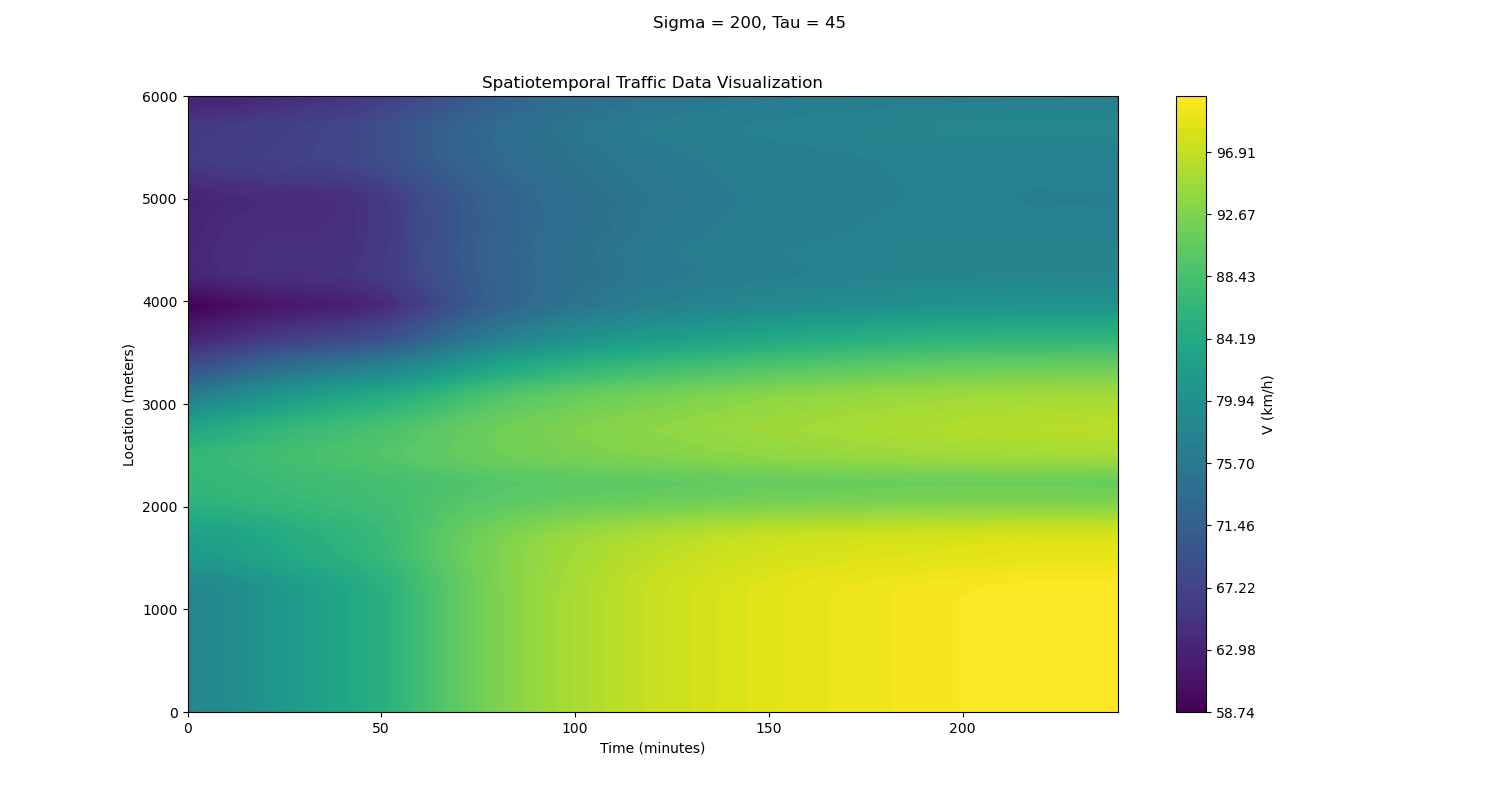 Sigma = 200, Tau = 45
Spatiotemporal Traffic Data Visualization
6000
5000
4000
3000
2000
1000
0
Location (meters)
0 50 100 150 200
Time (minutes)
96.91
92.67
88.43
84.19
79.94
75.70
71.46
67.22
62.98
58.74
V (km/h)